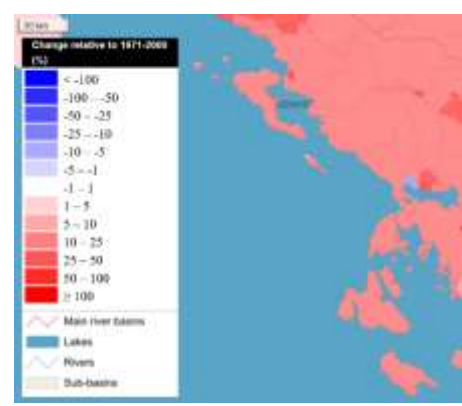 Change relative to 1971-2000
(%)
< -100
-100 – -50
-50 – -25
-25 – -10
-10 – -5
-5 – -1
-1 – 1
1 – 5
5 – 10
10 – 25
25 – 50
50 – 100
≥ 100
Main river basins
Lakes
Rivers
Sub-basins